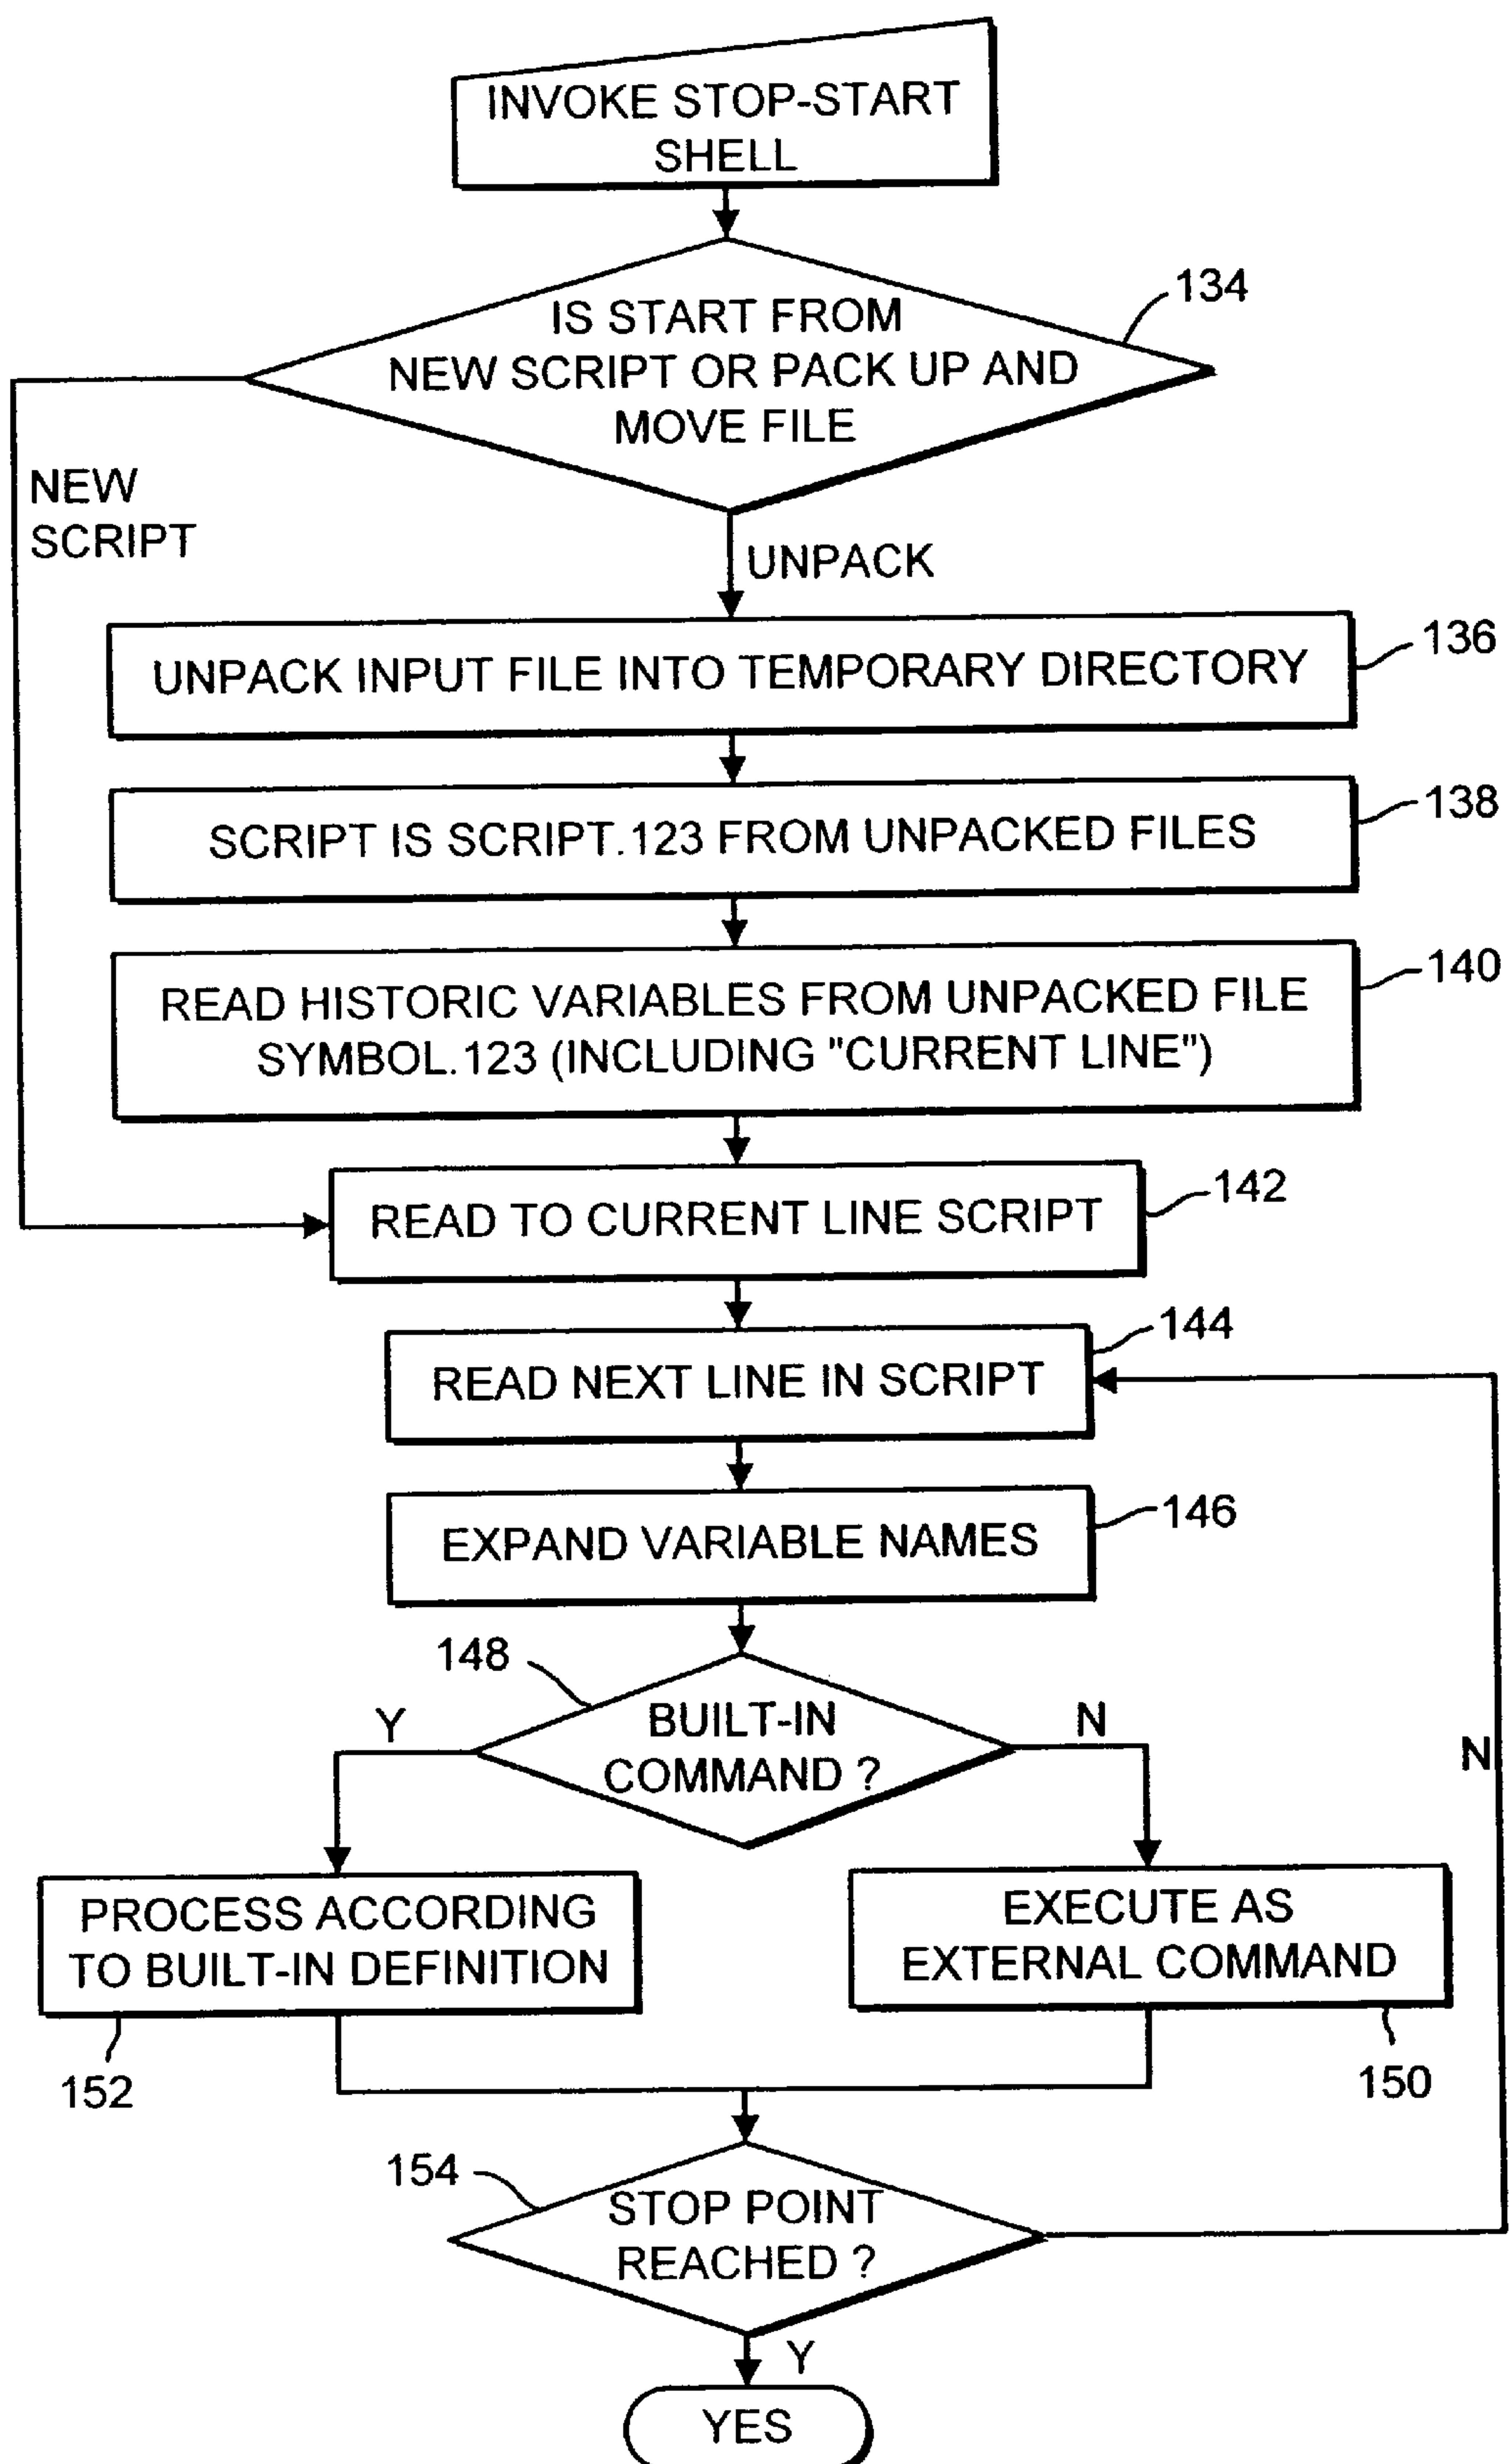 INVOKE STOP-START
SHELL
134
IS START FROM
NEW SCRIPT OR PACK UP AND
MOVE FILE
NEW
SCRIPT
UNPACK
136
UNPACK INPUT FILE INTO TEMPORARY DIRECTORY
138
SCRIPT IS SCRIPT.123 FROM UNPACKED FILES
140
READ HISTORIC VARIABLES FROM UNPACKED FILE
SYMBOL.123 (INCLUDING "CURRENT LINE")
142
READ TO CURRENT LINE SCRIPT
144
READ NEXT LINE IN SCRIPT
146
EXPAND VARIABLE NAMES
148
Y
BUILT-IN
COMMAND ?
N
N
PROCESS ACCORDING
TO BUILT-IN DEFINITION
EXECUTE AS
EXTERNAL COMMAND
152
150
154
STOP POINT
REACHED ?
Y
YES